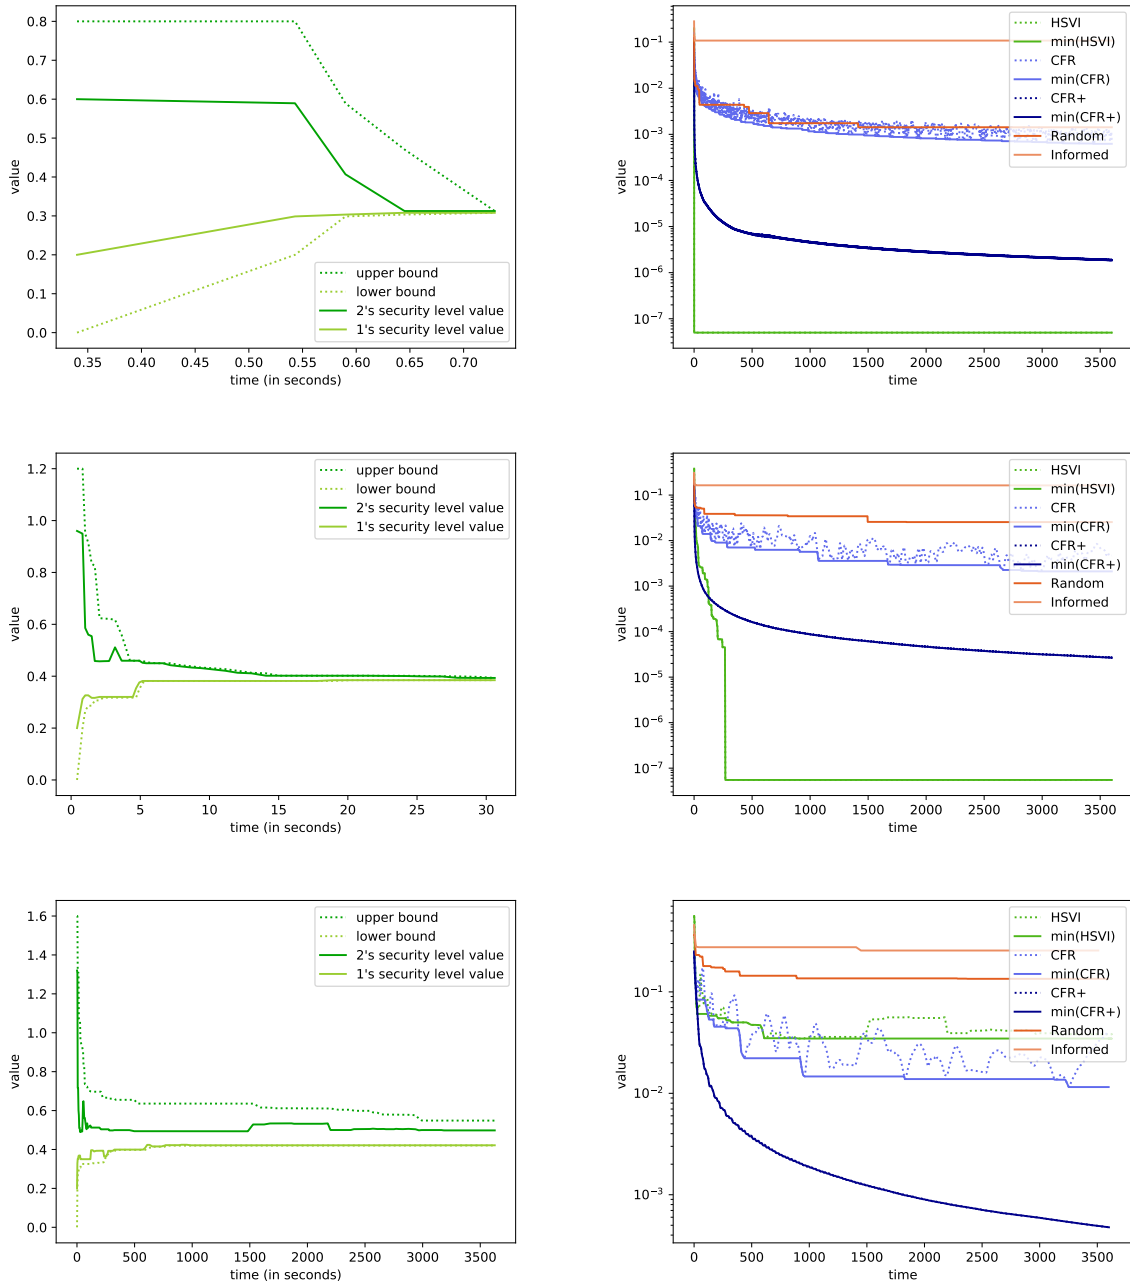 0.8
0.7
0.6
0.5
0.4
0.3
0.2
0.1
0.0
value
upper bound
lower bound
2's security level value
1's security level value
0.35 0.40 0.45 0.50 0.55 0.60 0.65 0.70
time (in seconds)
10⁻¹
10⁻²
10⁻³
10⁻⁴
10⁻⁵
10⁻⁶
10⁻⁷
value
HSVI
min(HSVI)
CFR
min(CFR)
CFR+
min(CFR+)
Random
Informed
0 500 1000 1500 2000 2500 3000 3500
time
1.2
1.0
0.8
0.6
0.4
0.2
0.0
value
upper bound
lower bound
2's security level value
1's security level value
0 5 10 15 20 25 30
time (in seconds)
10⁻¹
10⁻²
10⁻³
10⁻⁴
10⁻⁵
10⁻⁶
10⁻⁷
value
HSVI
min(HSVI)
CFR
min(CFR)
CFR+
min(CFR+)
Random
Informed
0 500 1000 1500 2000 2500 3000 3500
time
1.6
1.4
1.2
1.0
0.8
0.6
0.4
0.2
0.0
value
upper bound
lower bound
2's security level value
1's security level value
0 500 1000 1500 2000 2500 3000 3500
time (in seconds)
10⁻¹
10⁻²
10⁻³
value
HSVI
min(HSVI)
CFR
min(CFR)
CFR+
min(CFR+)
Random
Informed
0 500 1000 1500 2000 2500 3000 3500
time